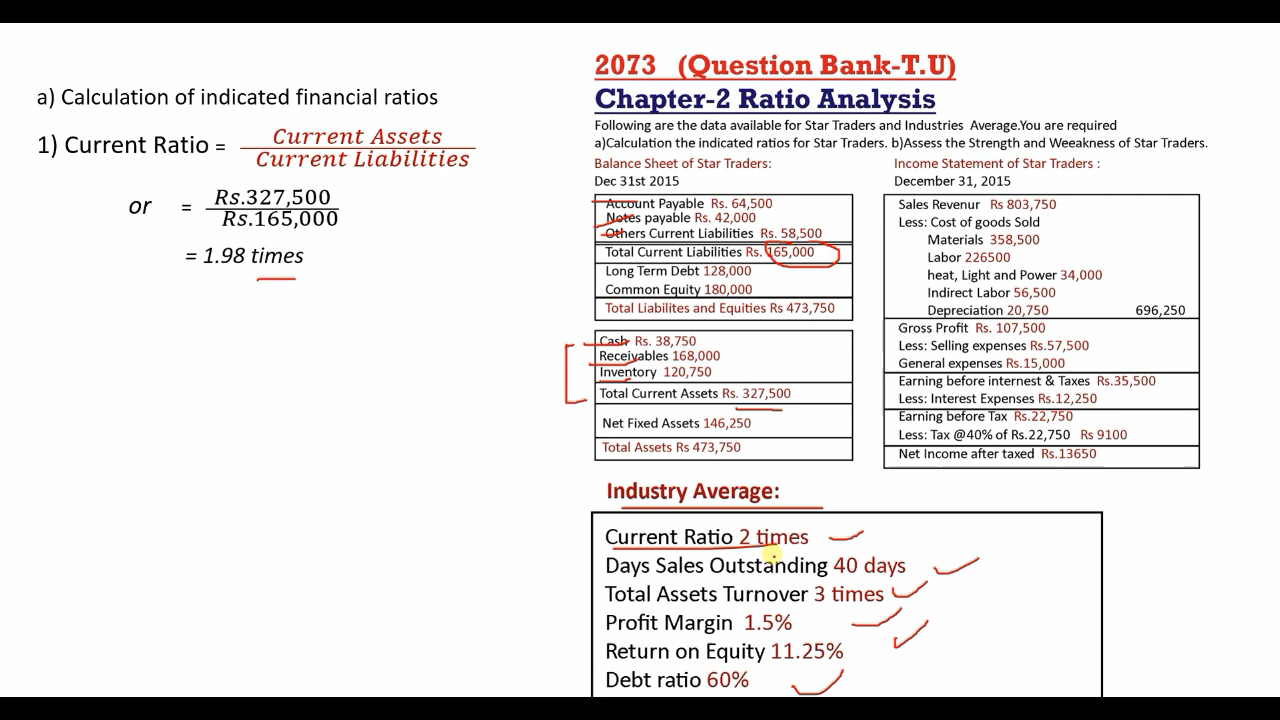 a) Calculation of indicated financial ratios
1) Current Ratio = Current Assets
Current Liabilities
or = Rs.327,500
Rs.165,000
= 1.98 times
2073 (Question Bank-T.U)
Chapter-2 Ratio Analysis
Following are the data available for Star Traders and Industries Average.You are required
a)Calculation the indicated ratios for Star Traders. b)Assess the Strength and Weeakness of Star Traders.
Balance Sheet of Star Traders:
Dec 31st 2015
Account Payable Rs. 64,500
Notes payable Rs. 42,000
Others Current Liabilities Rs. 58,500
Total Current Liabilities Rs. 165,000
Long Term Debt 128,000
Common Equity 180,000
Total Liabilites and Equities Rs 473,750
Cash Rs. 38,750
Receivables 168,000
Inventory 120,750
Total Current Assets Rs. 327,500
Net Fixed Assets 146,250
Total Assets Rs 473,750
Income Statement of Star Traders :
December 31, 2015
Sales Revenur Rs 803,750
Less: Cost of goods Sold
Materials 358,500
Labor 226500
heat, Light and Power 34,000
Indirect Labor 56,500
Depreciation 20,750 696,250
Gross Profit Rs. 107,500
Less: Selling expenses Rs.57,500
General expenses Rs.15,000
Earning before internest & Taxes Rs.35,500
Less: Interest Expenses Rs.12,250
Earning before Tax Rs.22,750
Less: Tax @40% of Rs.22,750 Rs 9100
Net Income after taxed Rs.13650
Industry Average:
Current Ratio 2 times
Days Sales Outstanding 40 days
Total Assets Turnover 3 times
Profit Margin 1.5%
Return on Equity 11.25%
Debt ratio 60%